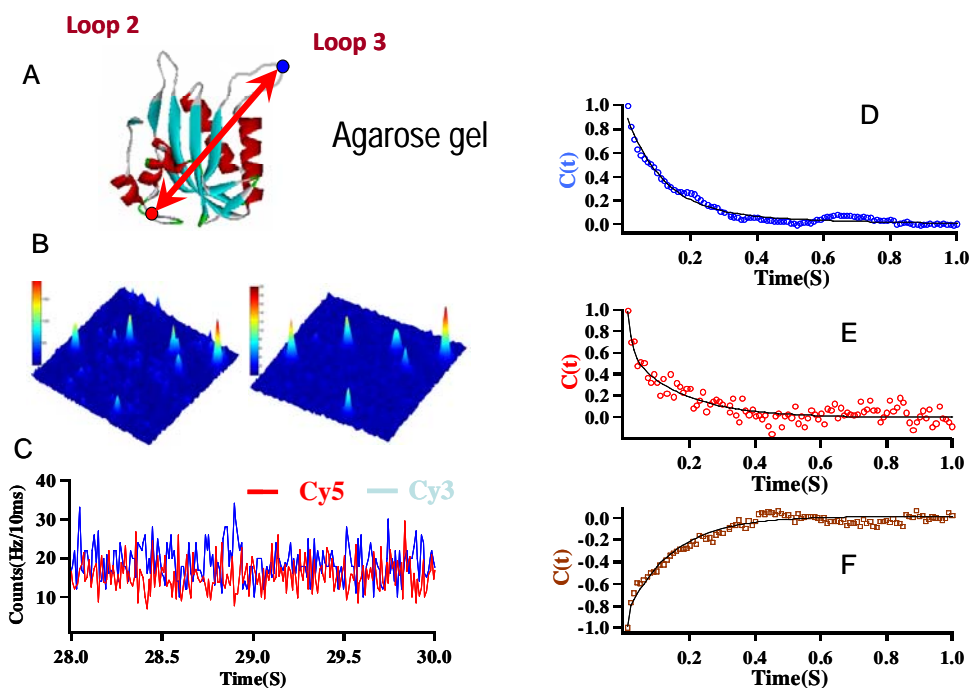 Loop 2
Loop 3
A
Agarose gel
B
C
40
30
20
10
Counts(Hz/10ms)
Cy5
Cy3
28.0 28.5 29.0 29.5 30.0
Time(S)
D
1.0
0.8
0.6
0.4
0.2
0.0
C(t)
0.2 0.4 0.6 0.8 1.0
Time(S)
E
1.0
0.8
0.6
0.4
0.2
0.0
C(t)
0.2 0.4 0.6 0.8 1.0
Time(S)
F
0.0
-0.2
-0.4
-0.6
-0.8
-1.0
C(t)
0.2 0.4 0.6 0.8 1.0
Time(S)